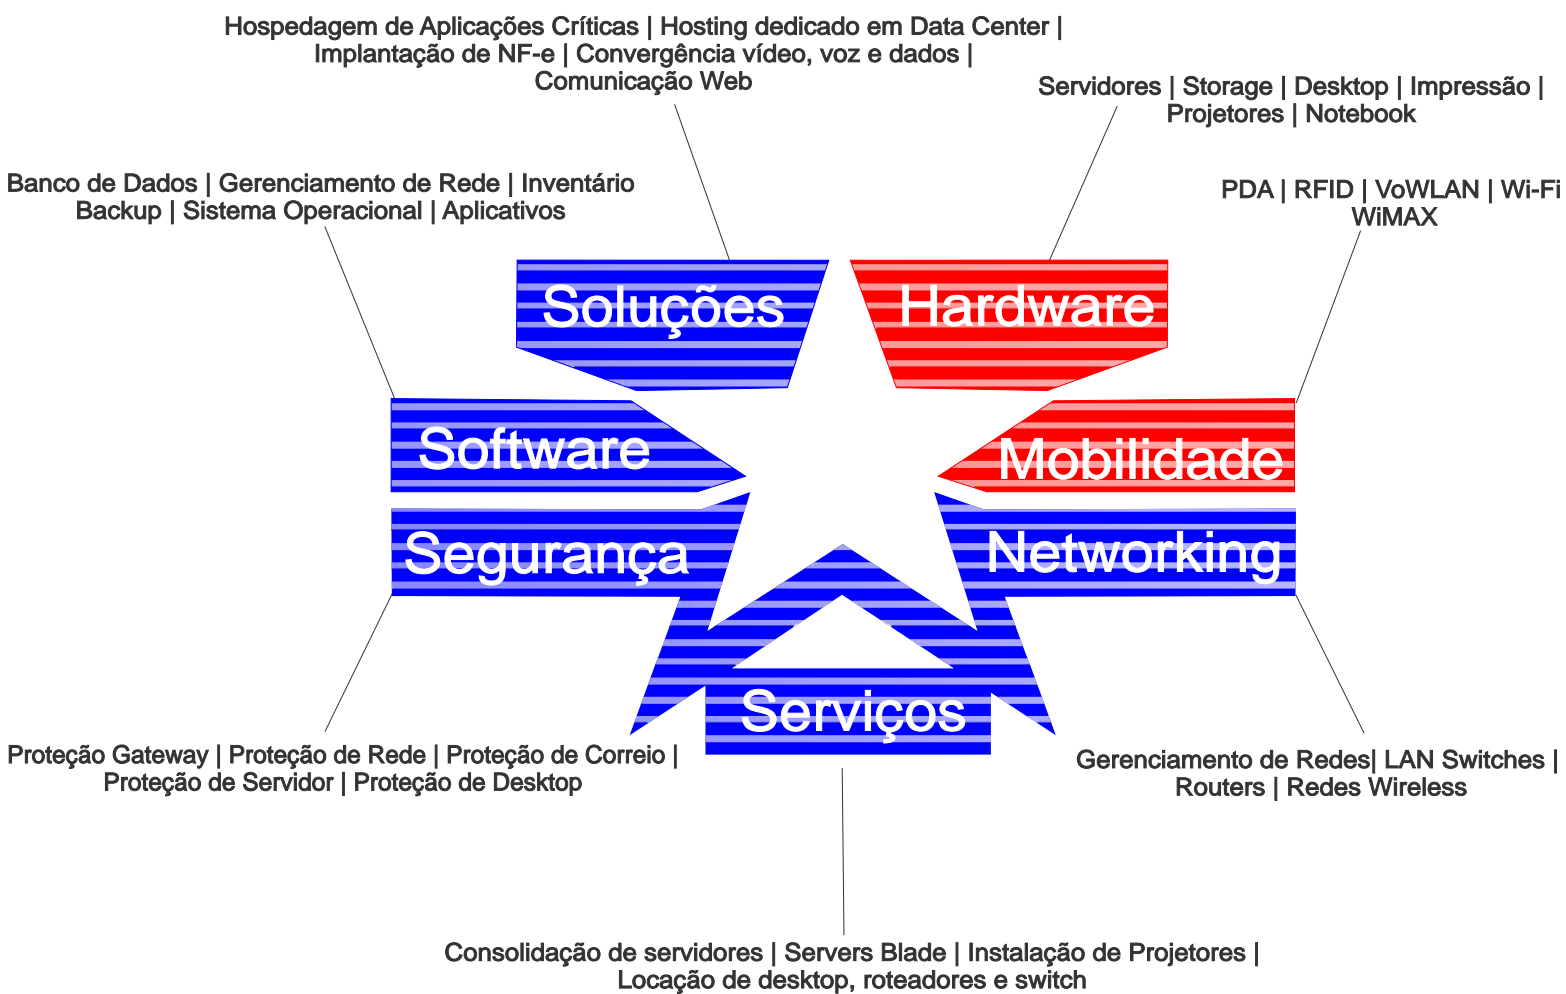 Hospedagem de Aplicações Críticas | Hosting dedicado em Data Center |
Implantação de NF-e | Convergência vídeo, voz e dados |
Comunicação Web
Servidores | Storage | Desktop | Impressão |
Projetores | Notebook
Banco de Dados | Gerenciamento de Rede | Inventário
Backup | Sistema Operacional | Aplicativos
PDA | RFID | VoWLAN | Wi-Fi
WiMAX
Soluções
Hardware
Software
Mobilidade
Segurança
Networking
Serviços
Proteção Gateway | Proteção de Rede | Proteção de Correio |
Proteção de Servidor | Proteção de Desktop
Gerenciamento de Redes| LAN Switches |
Routers | Redes Wireless
Consolidação de servidores | Servers Blade | Instalação de Projetores |
Locação de desktop, roteadores e switch